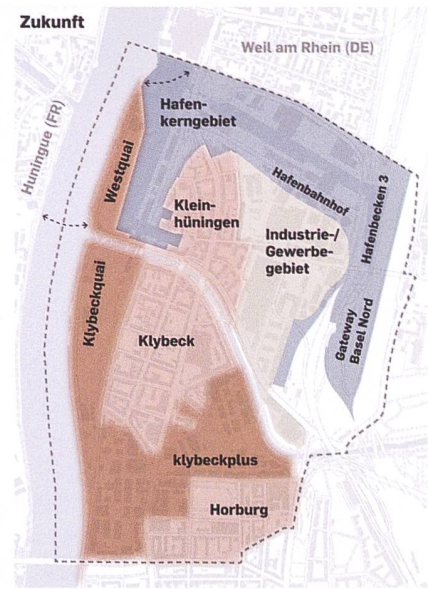 Zukunft
Weil am Rhein (DE)
Huningue (FR)
Hafen-
kerngebiet
Westquai
Hafenbahnhof
Hafenbecken 3
Klein-
hüningen
Industrie-/
Gewerbe-
gebiet
Klybeckquai
Gateway
Basel Nord
Klybeck
klybeckplus
Horburg